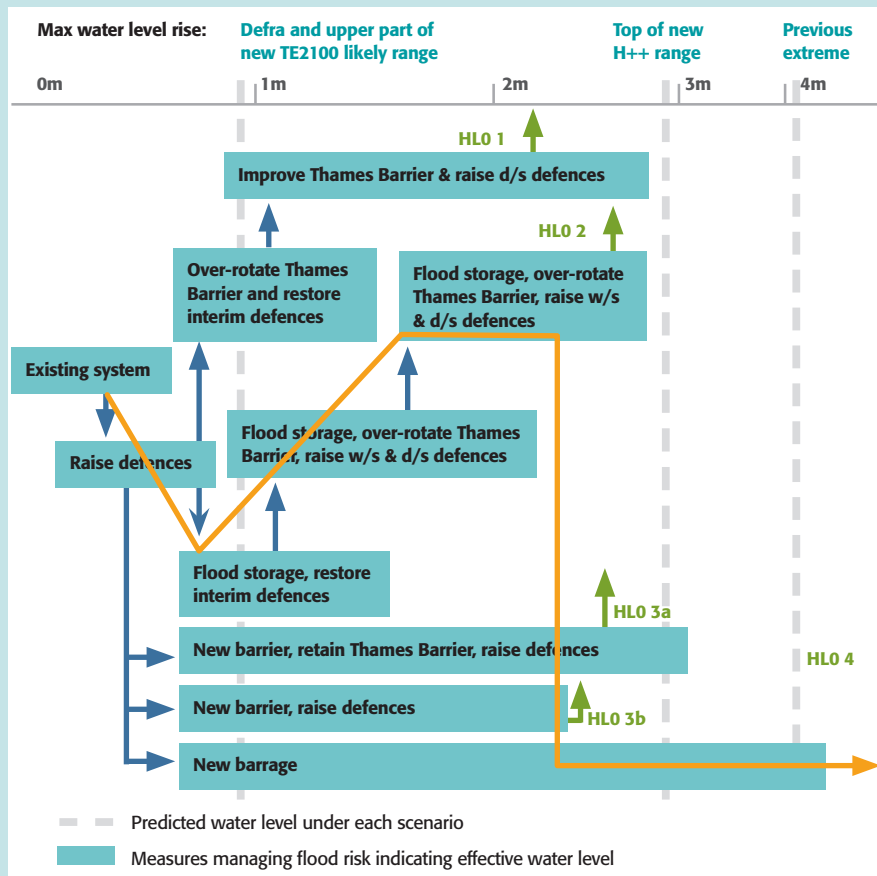 Max water level rise:
Defra and upper part of
new TE2100 likely range
Top of new
H++ range
Previous
extreme
0m
1m
2m
3m
4m
HL0 1
Improve Thames Barrier & raise d/s defences
HL0 2
Over-rotate Thames
Barrier and restore
interim defences
Flood storage, over-rotate
Thames Barrier, raise w/s
& d/s defences
Existing system
Flood storage, over-rotate Thames
Barrier, raise w/s & d/s defences
Raise defences
Flood storage, restore
interim defences
HL0 3a
New barrier, retain Thames Barrier, raise defences
HL0 4
New barrier, raise defences
HL0 3b
New barrage
Predicted water level under each scenario
Measures managing flood risk indicating effective water level